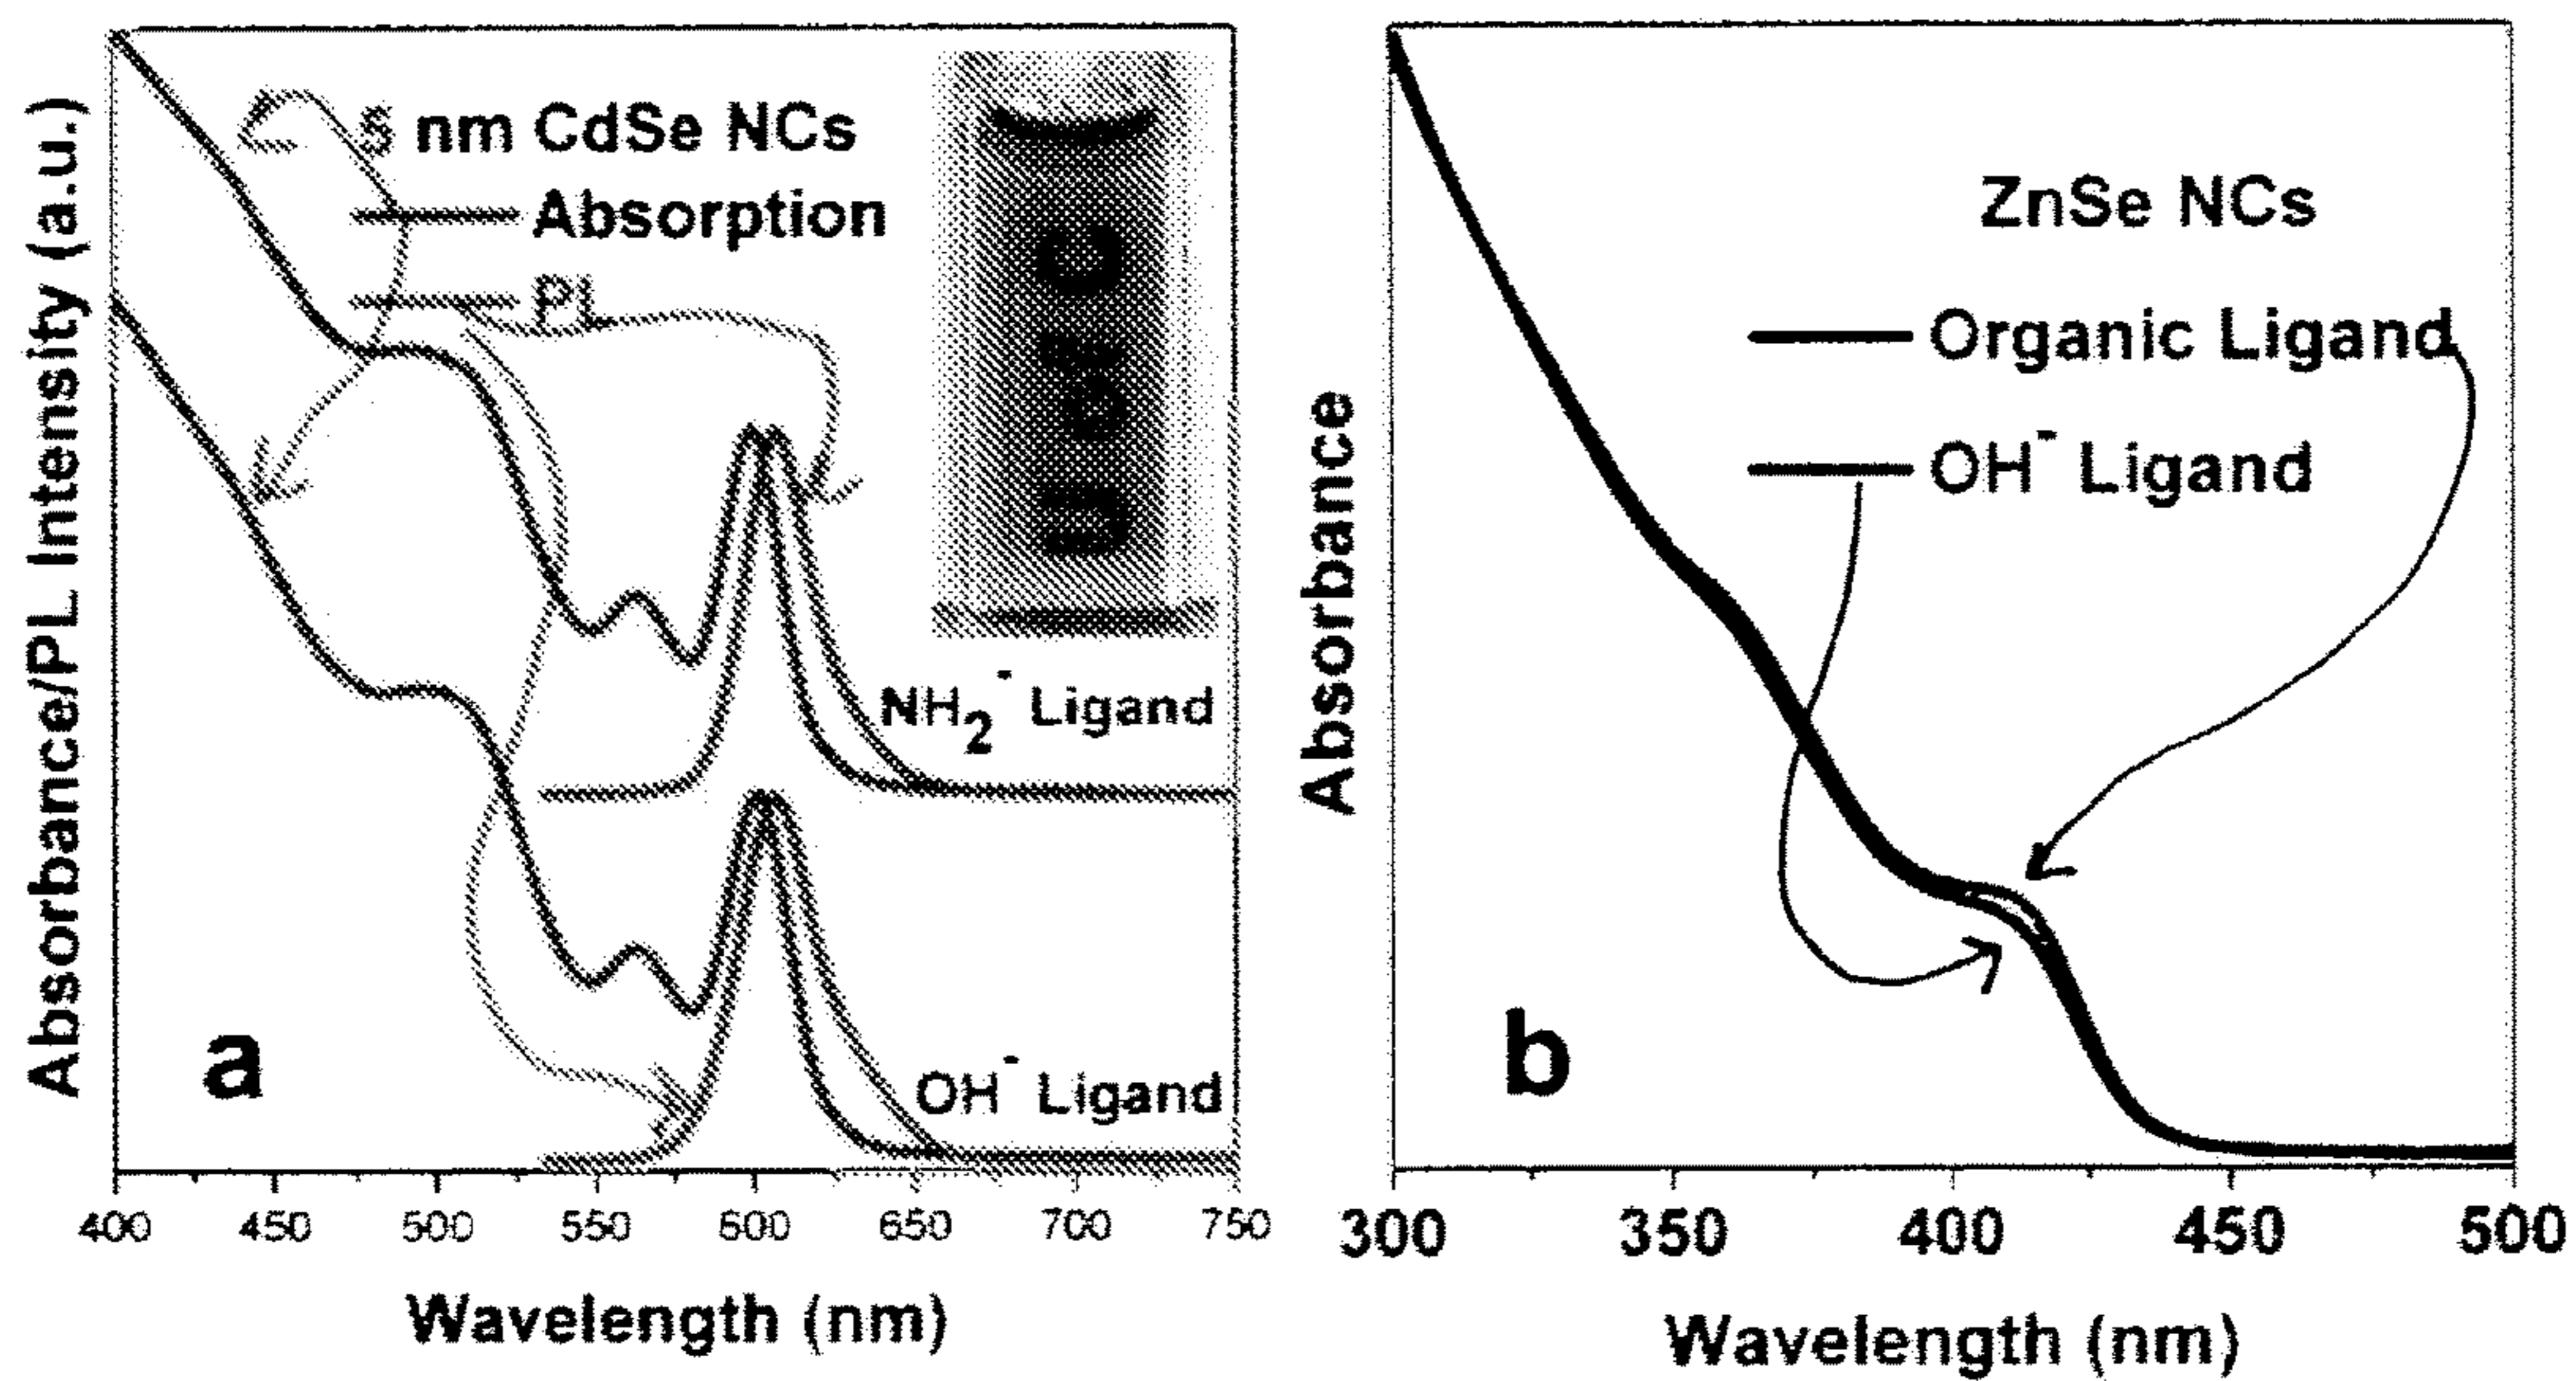 Absorbance/PL Intensity (a.u.)
5 nm CdSe NCs
Absorption
PL
U of C
NH2- Ligand
OH- Ligand
a
400 450 500 550 600 650 700 750
Wavelength (nm)
Absorbance
ZnSe NCs
Organic Ligand
OH- Ligand
b
300 350 400 450 500
Wavelength (nm)